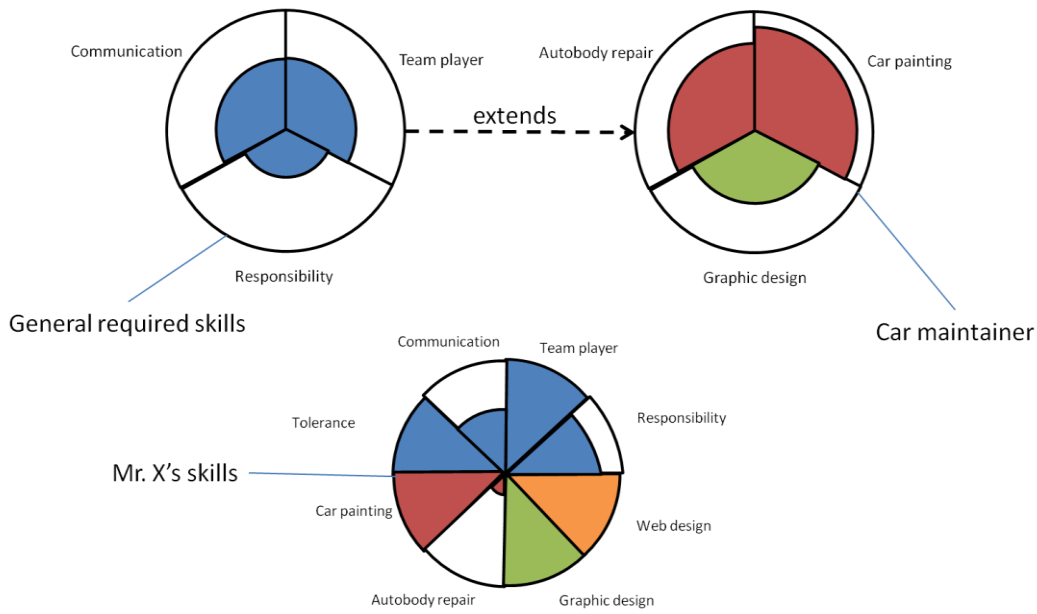 Communication
Team player
Autobody repair
Car painting
extends
Responsibility
Graphic design
General required skills
Car maintainer
Communication
Team player
Tolerance
Responsibility
Mr. X's skills
Car painting
Web design
Autobody repair
Graphic design